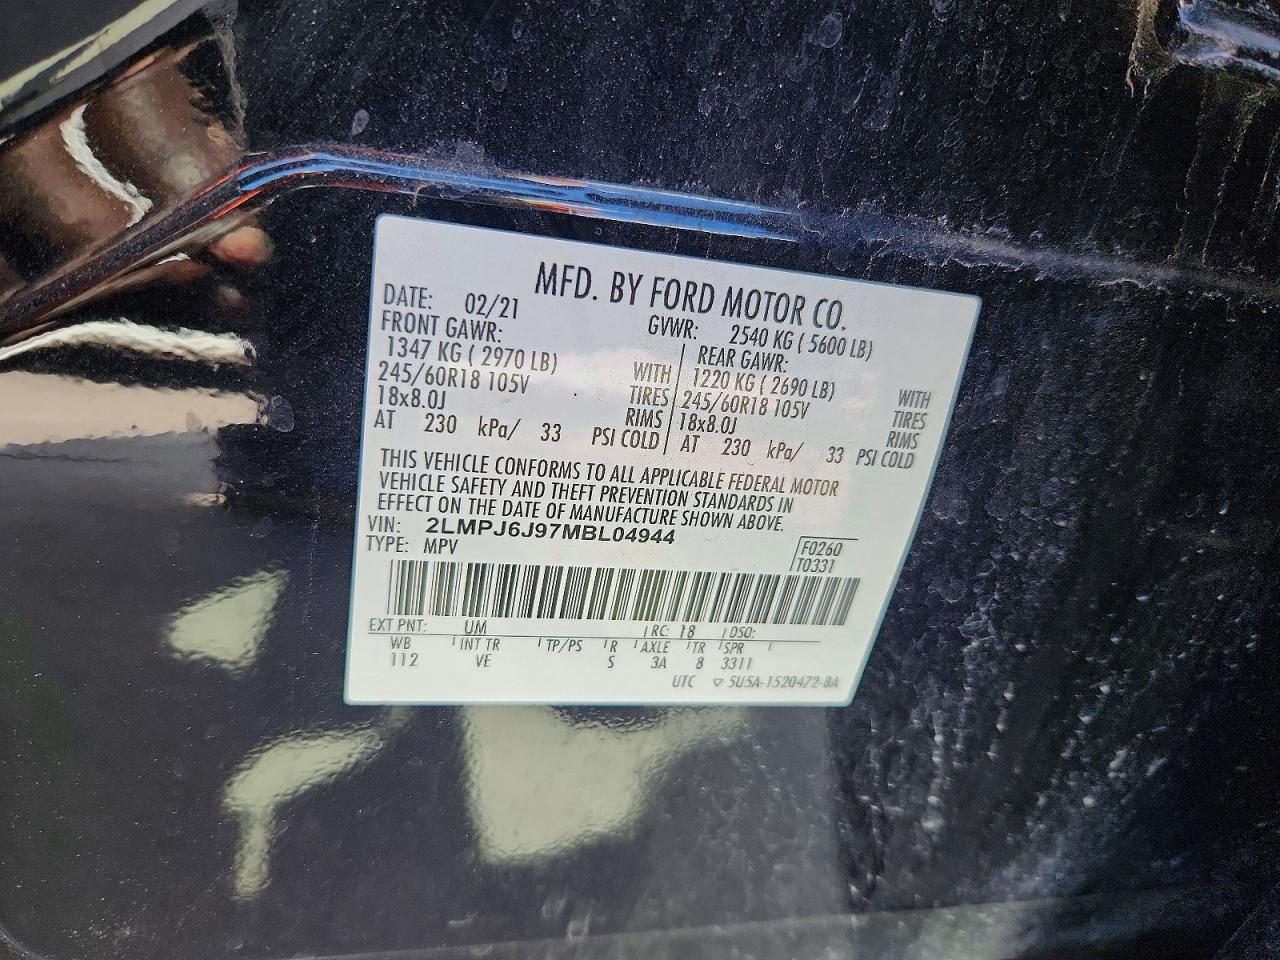 MFD. BY FORD MOTOR CO.
DATE: 02/21 GVWR: 2540 KG ( 5600 LB)
FRONT GAWR: REAR GAWR:
1347 KG ( 2970 LB) WITH 1220 KG ( 2690 LB) WITH
245/60R18 105V TIRES 245/60R18 105V TIRES
18x8.0J RIMS 18x8.0J RIMS
AT 230 kPa/ 33 PSI COLD AT 230 kPa/ 33 PSI COLD
THIS VEHICLE CONFORMS TO ALL APPLICABLE FEDERAL MOTOR
VEHICLE SAFETY AND THEFT PREVENTION STANDARDS IN
EFFECT ON THE DATE OF MANUFACTURE SHOWN ABOVE.
VIN: 2LMPJ6J97MBL04944
TYPE: MPV F0260
T0331
EXT PNT: UM RC: 18 DSO:
WB INT TR TP/PS R AXLE TR SPR
112 VE S 3A 8 3311
UTC ▽ 5U5A-1520472-BA